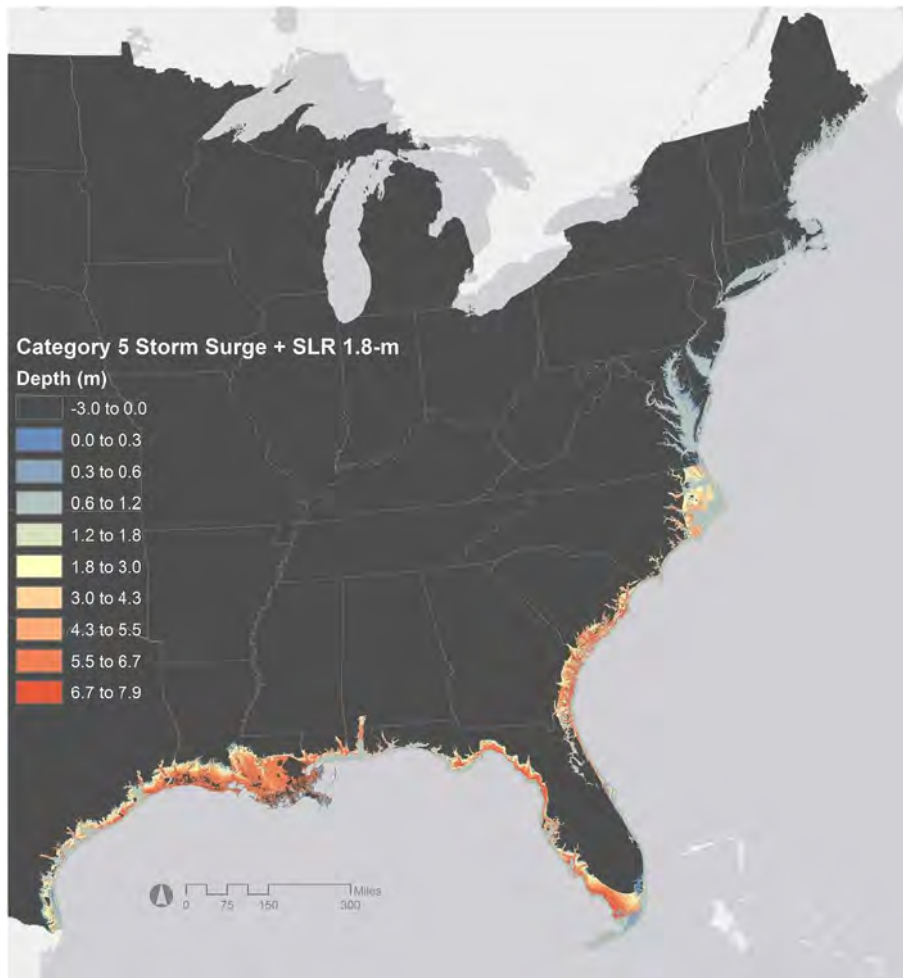 Category 5 Storm Surge + SLR 1.8-m
Depth (m)
-3.0 to 0.0
0.0 to 0.3
0.3 to 0.6
0.6 to 1.2
1.2 to 1.8
1.8 to 3.0
3.0 to 4.3
4.3 to 5.5
5.5 to 6.7
6.7 to 7.9
Miles
0 75 150 300